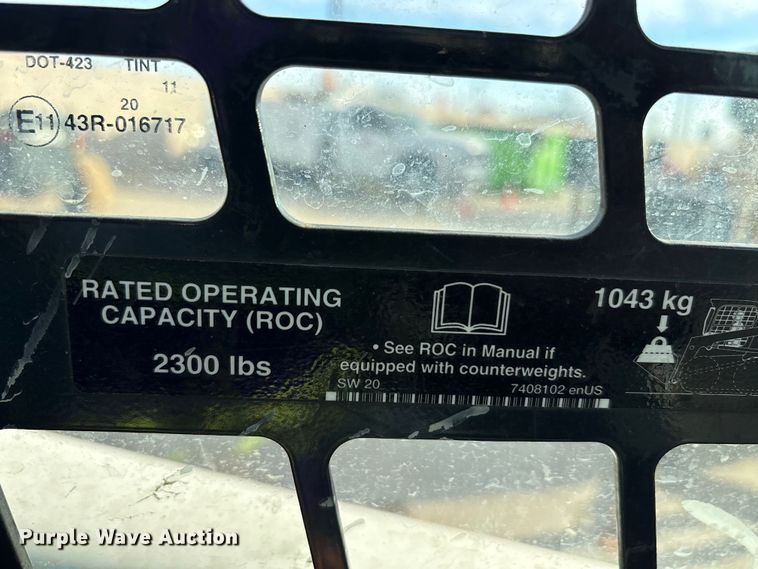 DOT-423 TINT
11
20
E11 43R-016717
RATED OPERATING
CAPACITY (ROC)
2300 lbs
• See ROC in Manual if
equipped with counterweights.
SW 20 7408102 enUS
1043 kg
Purple Wave Auction